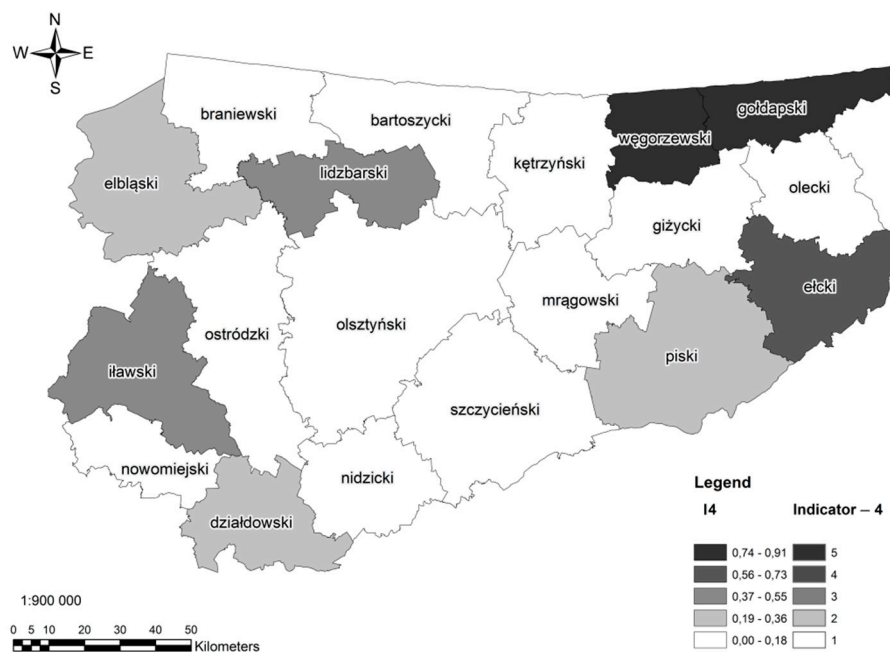 N
W E
S
braniewski
bartoszycki
gołdapski
węgorzewski
kętrzyński
lidzbarski
elbląski
olecki
giżycki
ełcki
mrągowski
ostródzki
olsztyński
piski
iławski
szczycieński
nowomiejski
nidzicki
działdowski
Legend
I4 Indicator – 4
0,74 - 0,91 5
0,56 - 0,73 4
0,37 - 0,55 3
0,19 - 0,36 2
0,00 - 0,18 1
1:900 000
0 5 10 20 30 40 50
Kilometers